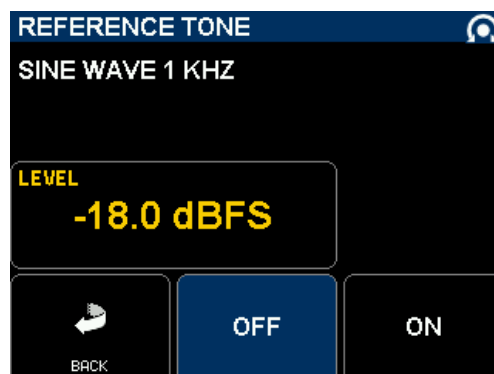 REFERENCE TONE
SINE WAVE 1 KHZ
LEVEL
-18.0 dBFS
BACK
OFF
ON